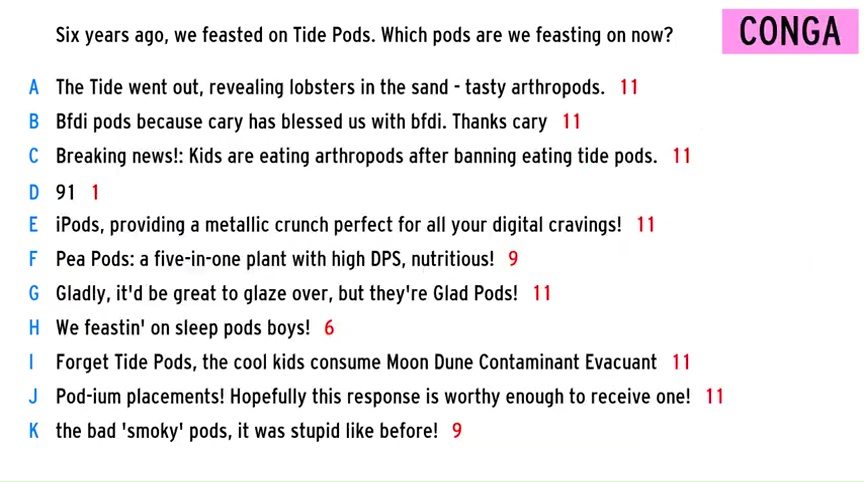 Six years ago, we feasted on Tide Pods. Which pods are we feasting on now?
CONGA
A The Tide went out, revealing lobsters in the sand - tasty arthropods. 11
B Bfdi pods because cary has blessed us with bfdi. Thanks cary 11
C Breaking news!: Kids are eating arthropods after banning eating tide pods. 11
D 91 1
E iPods, providing a metallic crunch perfect for all your digital cravings! 11
F Pea Pods: a five-in-one plant with high DPS, nutritious! 9
G Gladly, it'd be great to glaze over, but they're Glad Pods! 11
H We feastin' on sleep pods boys! 6
I Forget Tide Pods, the cool kids consume Moon Dune Contaminant Evacuant 11
J Pod-ium placements! Hopefully this response is worthy enough to receive one! 11
K the bad 'smoky' pods, it was stupid like before! 9